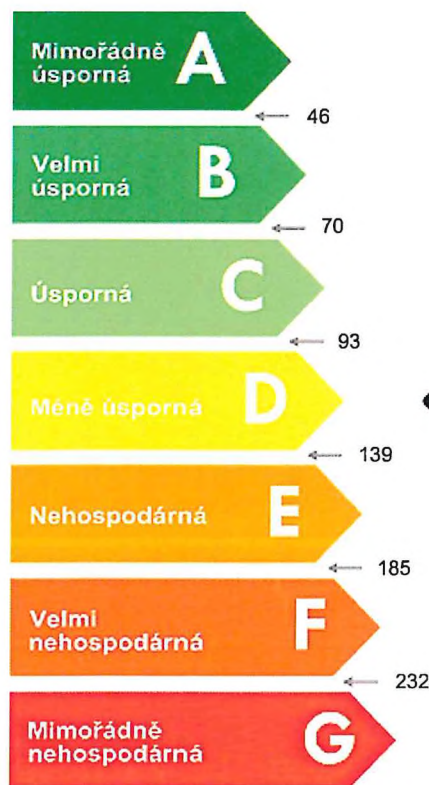 Mimořádně
úsporná A
46
Velmi
úsporná B
70
Úsporná C
93
Méně úsporná D
139
Nehospodárná E
185
Velmi
nehospodárná F
232
Mimořádně
nehospodárná G